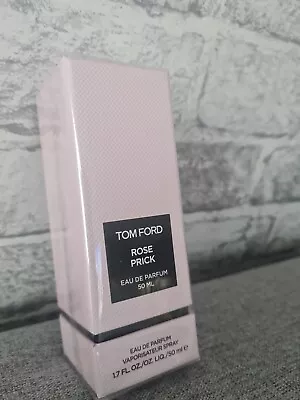 TOM FORD
ROSE
PRICK
EAU DE PARFUM
50 ML
EAU DE PARFUM
VAPORISATEUR SPRAY
1.7 FL. OZ./OZ. LIQ./50 ml ℮